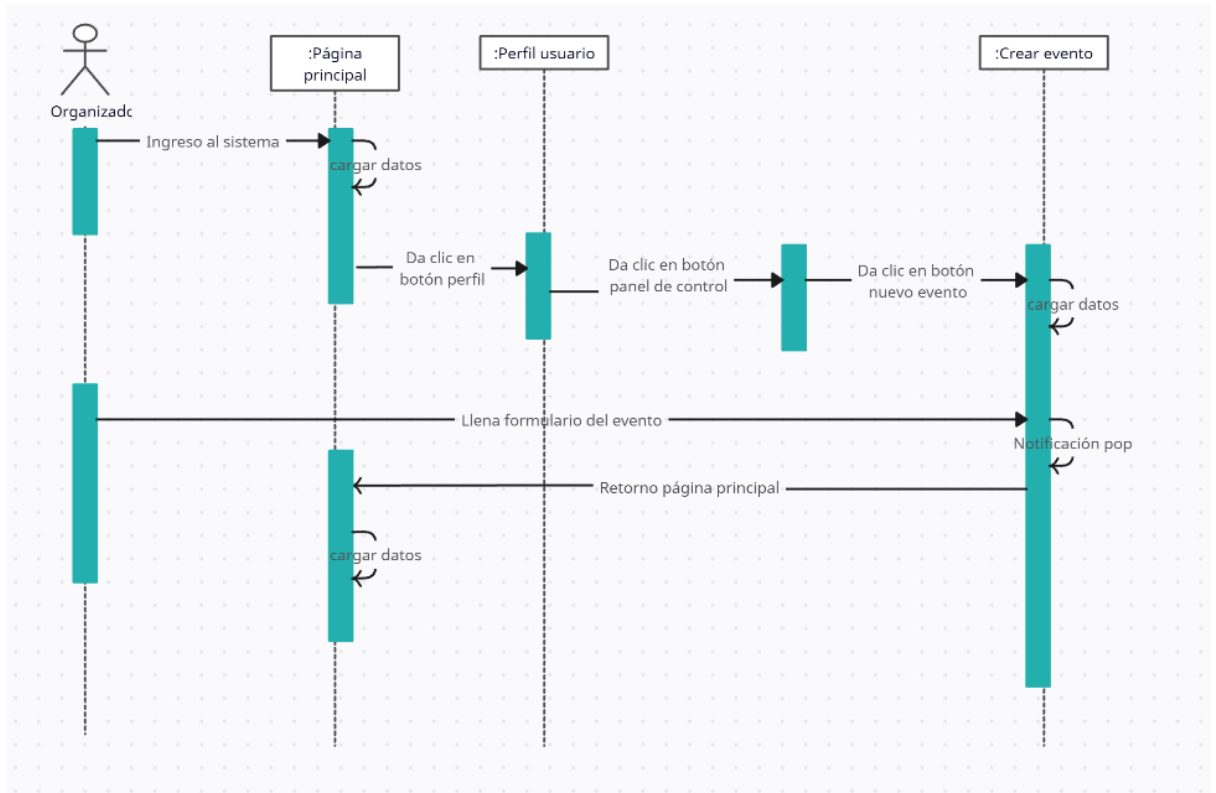 :Página
principal
:Perfil usuario
:Crear evento
Organizadc
Ingreso al sistema
cargar datos
Da clic en
botón perfil
Da clic en botón
panel de control
Da clic en botón
nuevo evento
cargar datos
Llena formulario del evento
Notificación pop
Retorno página principal
cargar datos